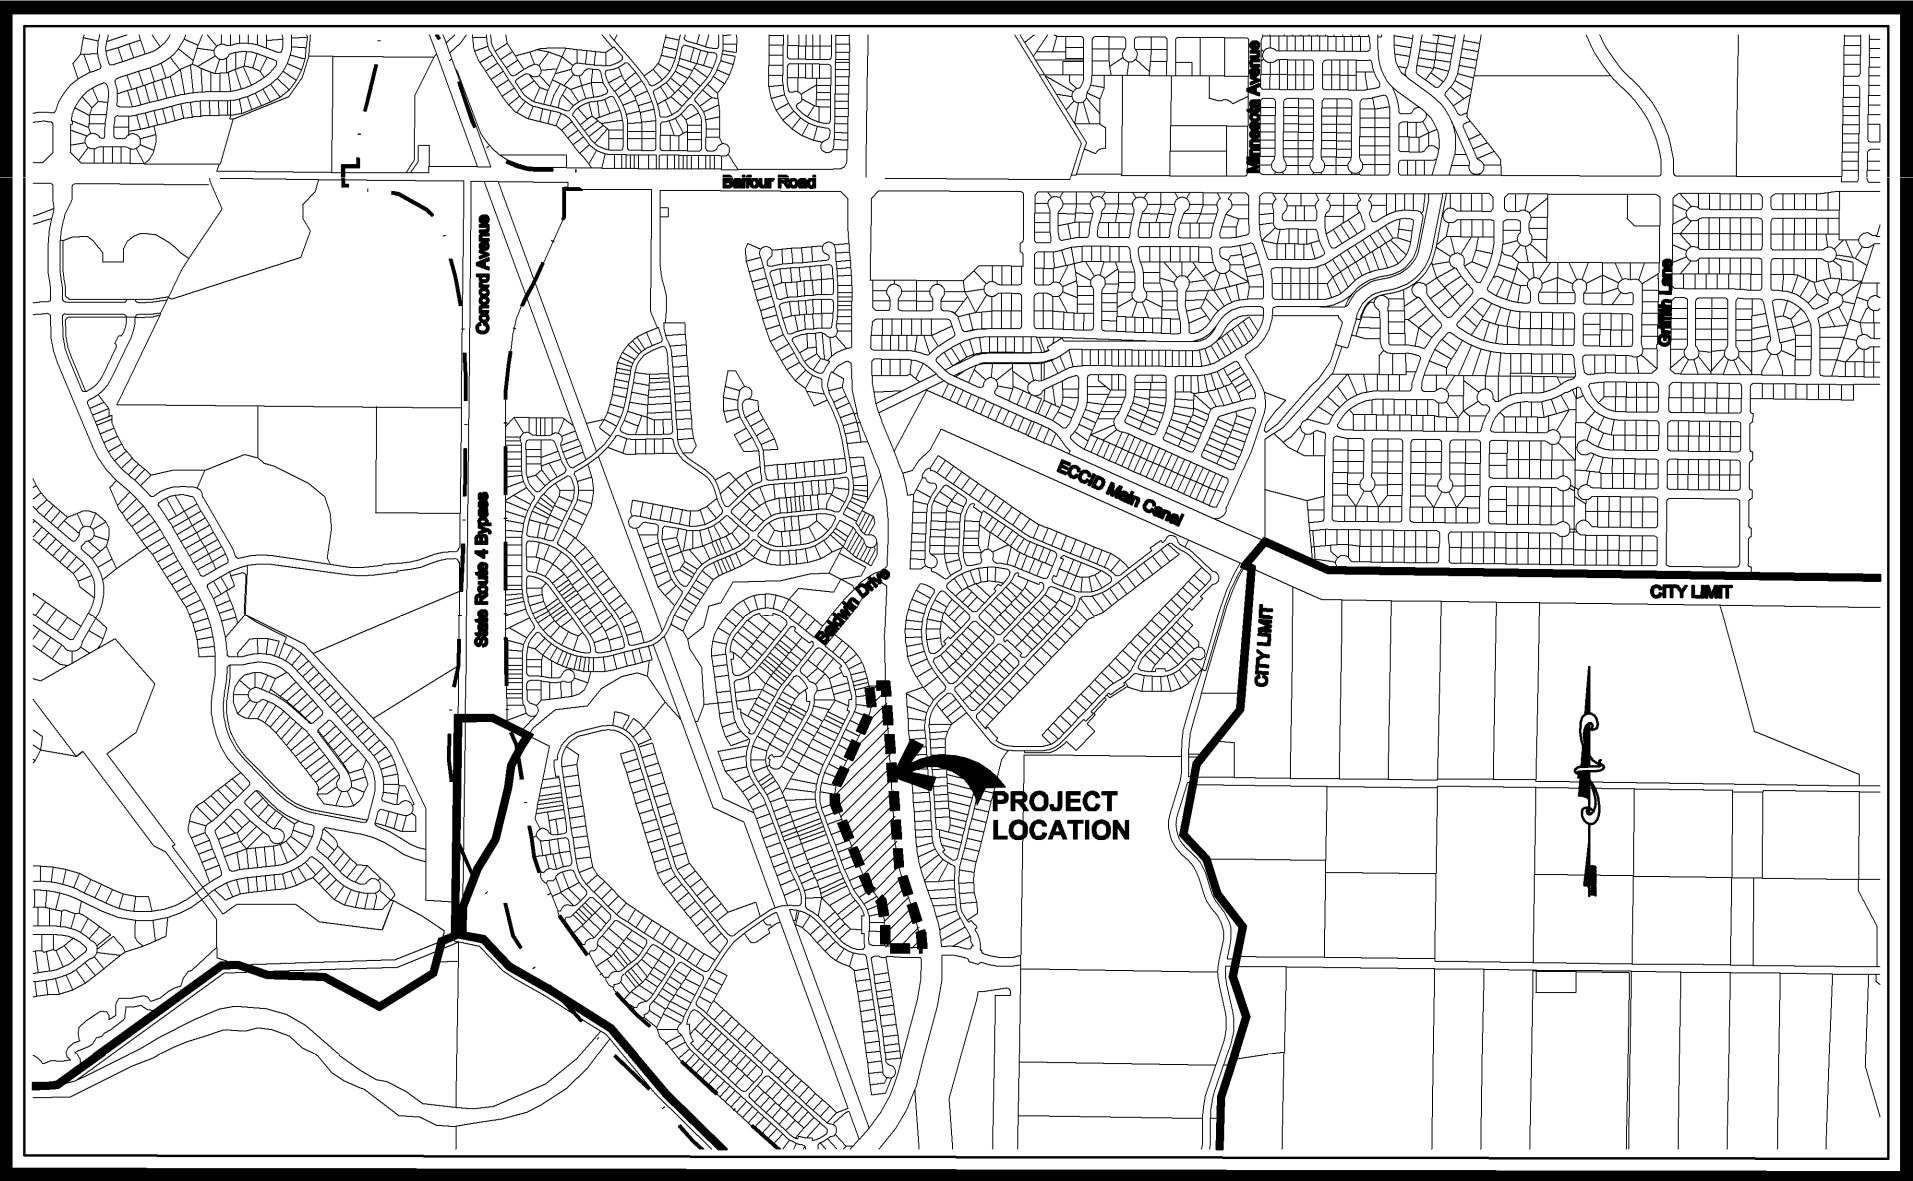 Minnesota Avenue
Balfour Road
Concord Avenue
Griffith Lane
ECCID Main Canal
State Route 4 Bypass
Baldwin Drive
CITY LIMIT
CITY LIMIT
PROJECT
LOCATION